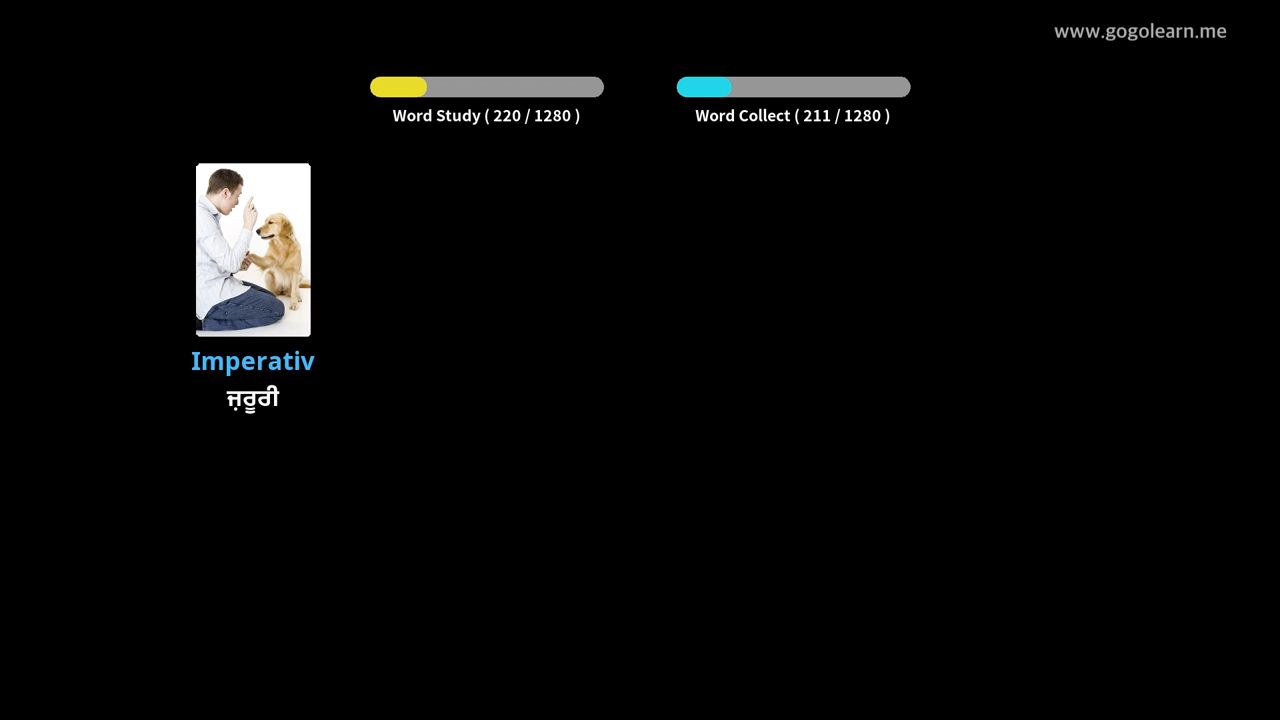 www.gogolearn.me
Word Study ( 220 / 1280 )
Word Collect ( 211 / 1280 )
Imperativ
ਜ਼ਰੂਰੀ